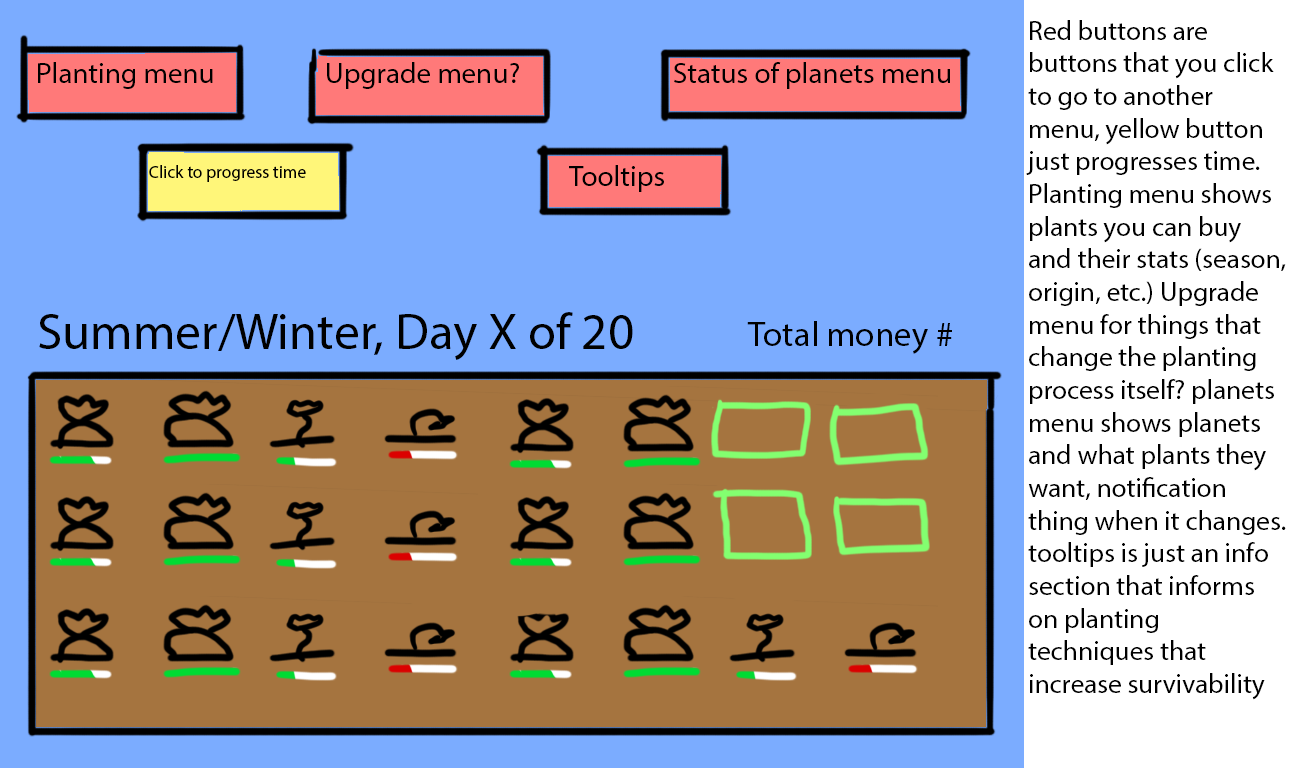 Planting menu
Upgrade menu?
Status of planets menu
Click to progress time
Tooltips
Summer/Winter, Day X of 20
Total money #
Red buttons are
buttons that you click
to go to another
menu, yellow button
just progresses time.
Planting menu shows
plants you can buy
and their stats (season,
origin, etc.) Upgrade
menu for things that
change the planting
process itself? planets
menu shows planets
and what plants they
want, notification
thing when it changes.
tooltips is just an info
section that informs
on planting
techniques that
increase survivability